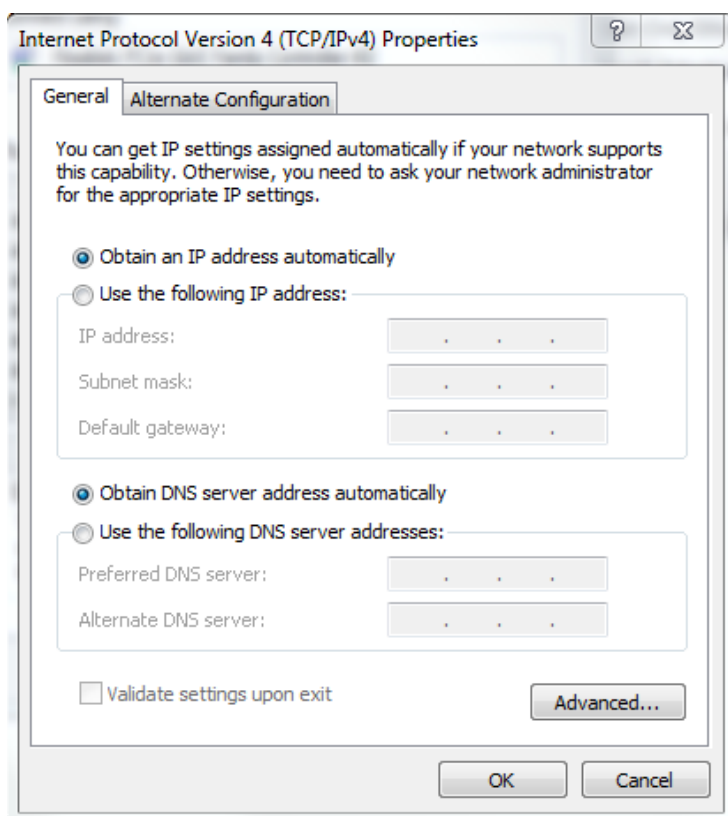 Internet Protocol Version 4 (TCP/IPv4) Properties
General
Alternate Configuration
You can get IP settings assigned automatically if your network supports
this capability. Otherwise, you need to ask your network administrator
for the appropriate IP settings.
Obtain an IP address automatically
Use the following IP address:
IP address:
Subnet mask:
Default gateway:
Obtain DNS server address automatically
Use the following DNS server addresses:
Preferred DNS server:
Alternate DNS server:
Validate settings upon exit
Advanced...
OK
Cancel